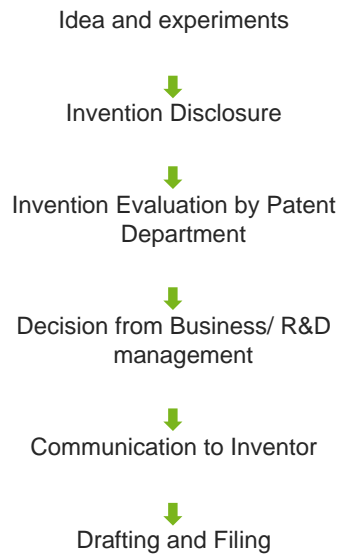 Idea and experiments
Invention Disclosure
Invention Evaluation by Patent
Department
Decision from Business/ R&D
management
Communication to Inventor
Drafting and Filing